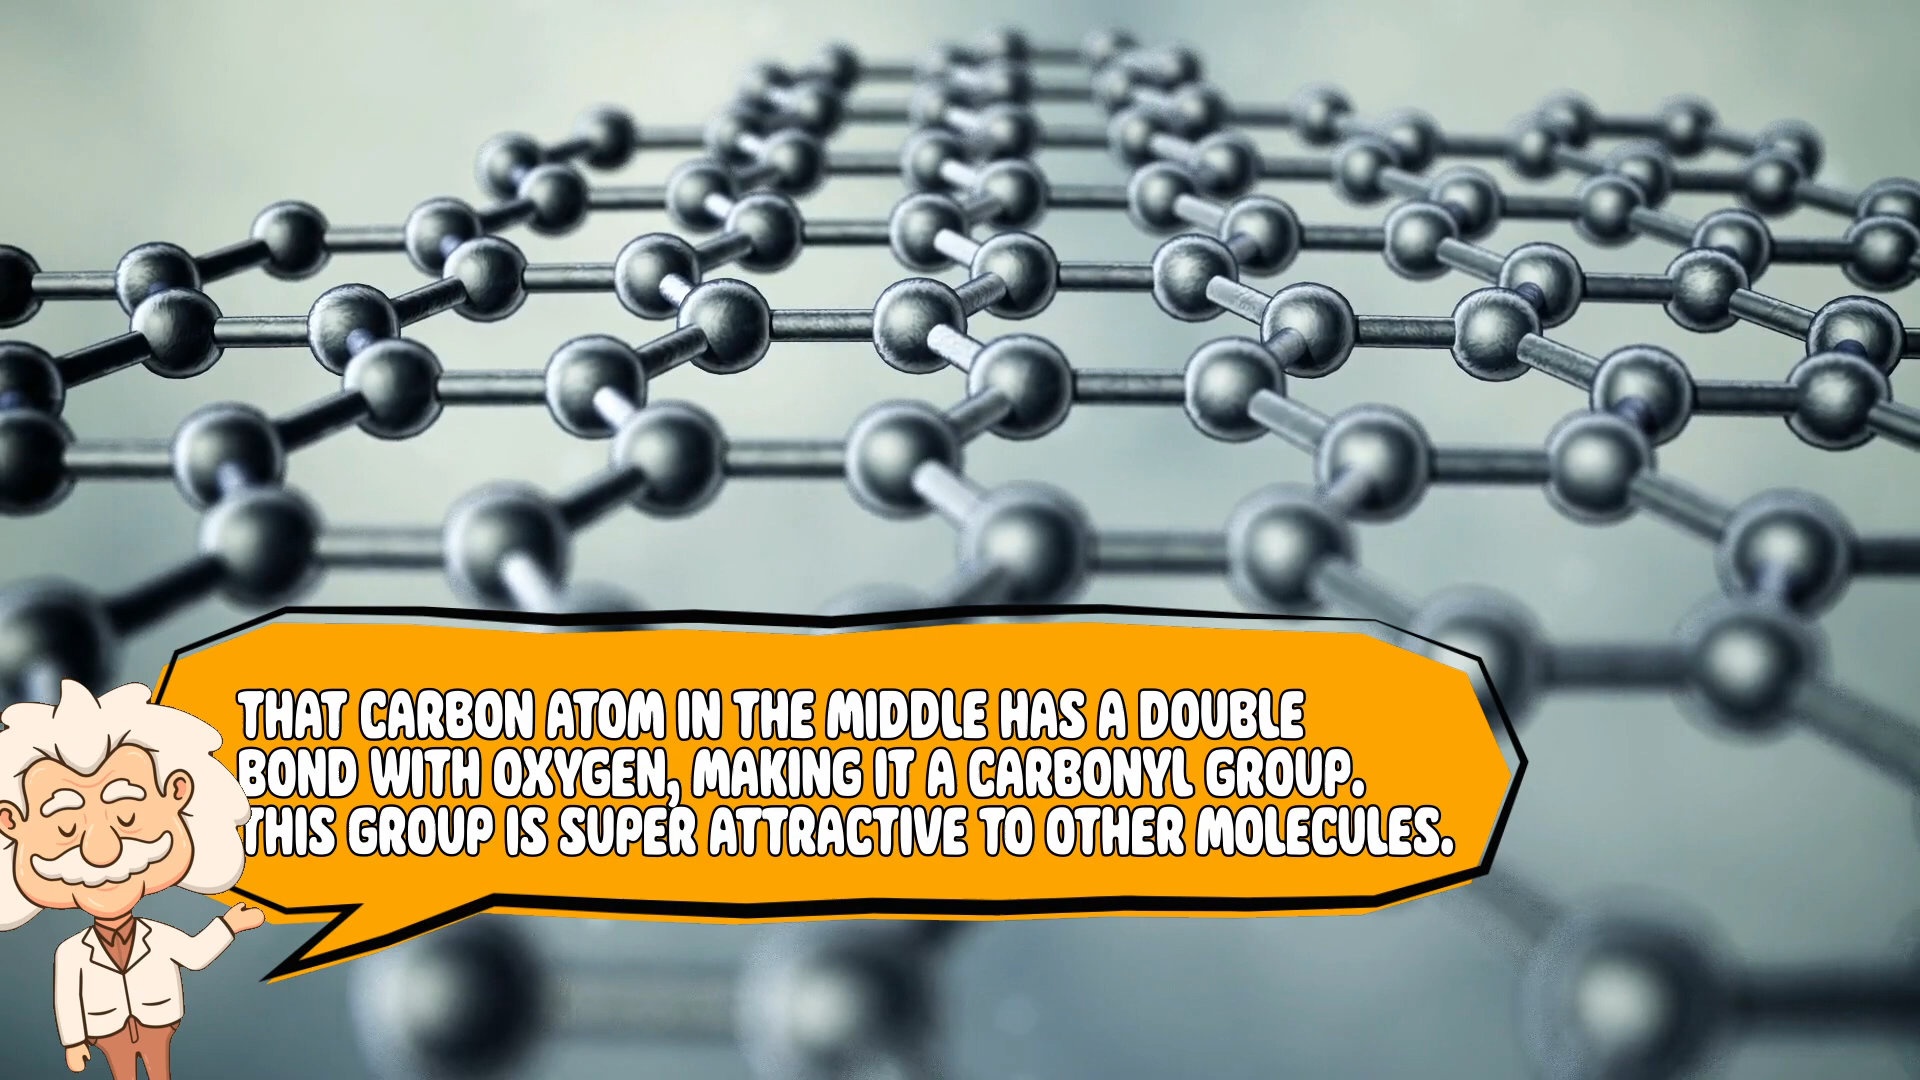 THAT CARBON ATOM IN THE MIDDLE HAS A DOUBLE
BOND WITH OXYGEN, MAKING IT A CARBONYL GROUP.
THIS GROUP IS SUPER ATTRACTIVE TO OTHER MOLECULES.